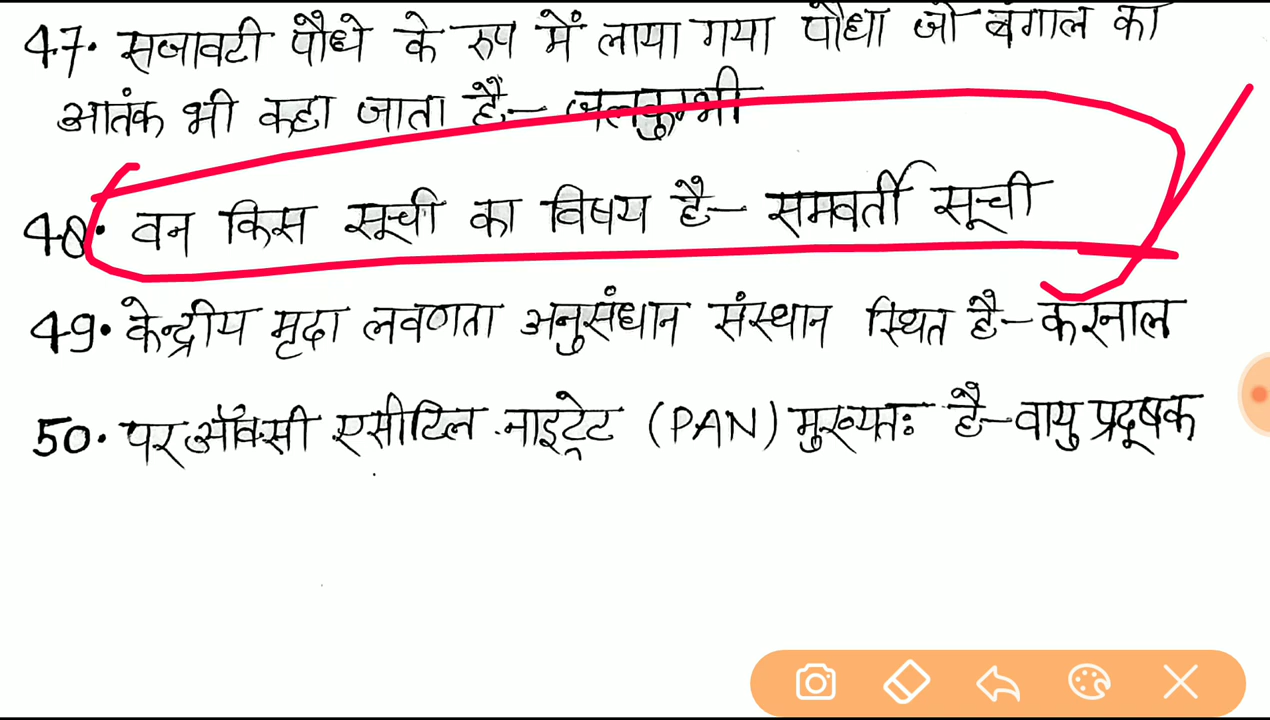 47. सजावटी पौधे के रूप में लाया गया पौधा जो बंगाल का
आतंक भी कहा जाता है:- जलकुम्भी
48. वन किस सूची का विषय है- समवर्ती सूची
49. केन्द्रीय मृदा लवणता अनुसंधान संस्थान स्थित है- करनाल
50. परऑक्सी एसीटिल नाइट्रेट (PAN) मुख्यतः है- वायु प्रदूषक